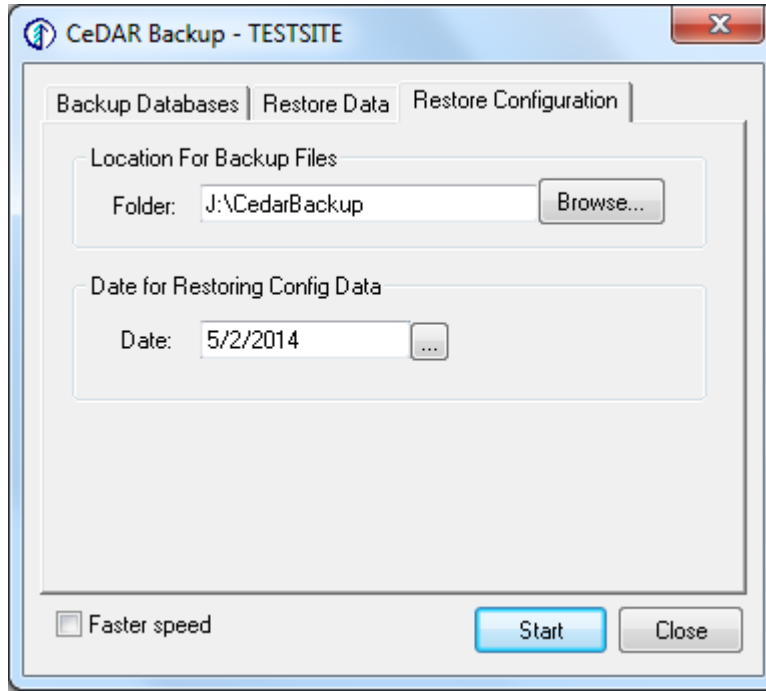 CeDAR Backup - TESTSITE
Backup Databases Restore Data Restore Configuration
Location For Backup Files
Folder: J:\CedarBackup Browse...
Date for Restoring Config Data
Date: 5/2/2014 ...
Faster speed Start Close